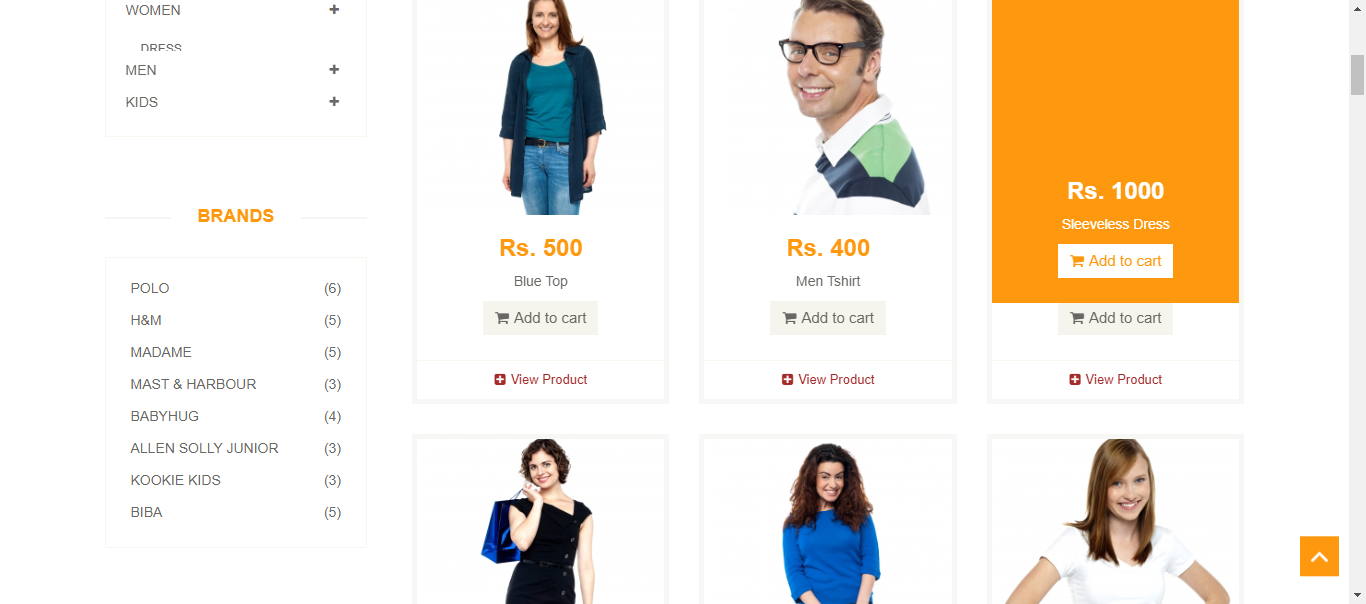 WOMEN
DRESS
MEN
KIDS
BRANDS
POLO (6)
H&M (5)
MADAME (5)
MAST & HARBOUR (3)
BABYHUG (4)
ALLEN SOLLY JUNIOR (3)
KOOKIE KIDS (3)
BIBA (5)
Rs. 500
Blue Top
Add to cart
View Product
Rs. 400
Men Tshirt
Add to cart
View Product
Rs. 1000
Sleeveless Dress
Add to cart
Add to cart
View Product